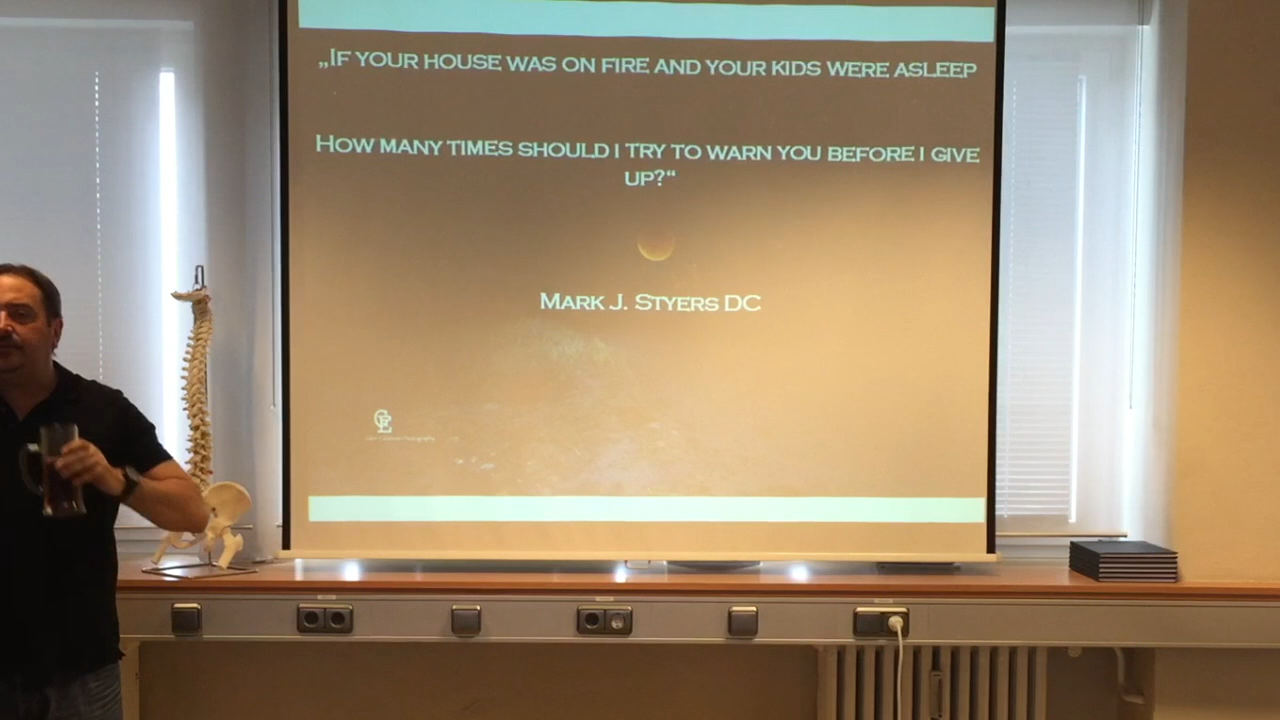 „If your house was on fire and your kids were asleep
How many times should I try to warn you before I give
up?“
Mark J. Styers DC